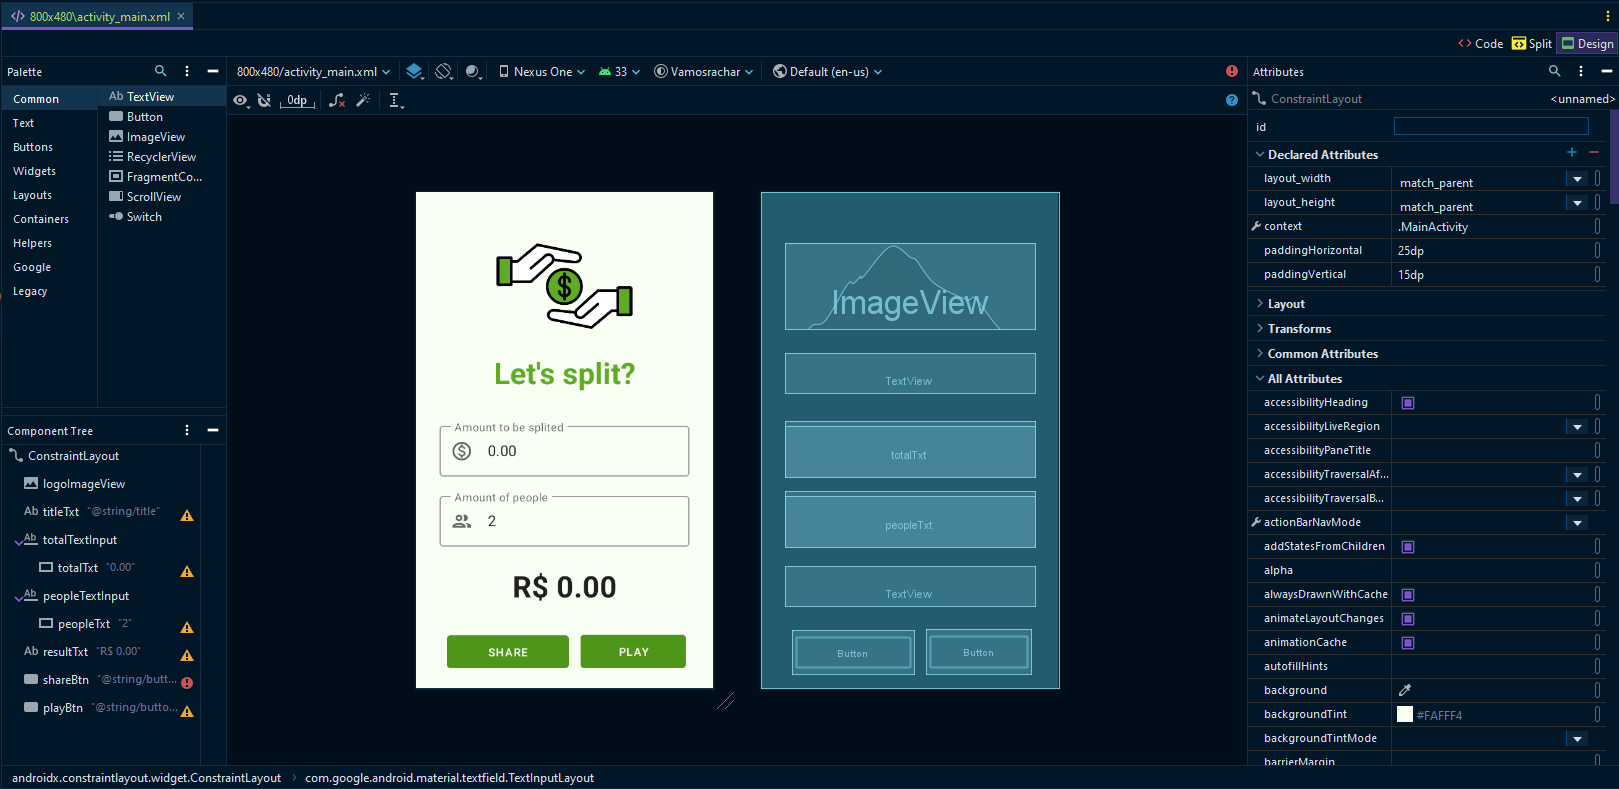 800x480\activity_main.xml
Code Split Design
Palette
800x480/activity_main.xml Nexus One 33 Vamosrachar Default (en-us)
Attributes
0dp
Common
Text
Buttons
Widgets
Layouts
Containers
Helpers
Google
Legacy
Ab TextView
Button
ImageView
RecyclerView
FragmentCo...
ScrollView
Switch
Component Tree
ConstraintLayout
logoImageView
Ab titleTxt "@string/title"
Ab totalTextInput
totalTxt "0.00"
Ab peopleTextInput
peopleTxt "2"
Ab resultTxt "R$ 0.00"
shareBtn "@string/butt...
playBtn "@string/butto...
$
Let's split?
Amount to be splited
$ 0.00
Amount of people
2
R$ 0.00
SHARE PLAY
ImageView
TextView
totalTxt
peopleTxt
TextView
Button Button
ConstraintLayout <unnamed>
id
Declared Attributes
layout_width match_parent
layout_height match_parent
context .MainActivity
paddingHorizontal 25dp
paddingVertical 15dp
Layout
Transforms
Common Attributes
All Attributes
accessibilityHeading
accessibilityLiveRegion
accessibilityPaneTitle
accessibilityTraversalAf...
accessibilityTraversalB...
actionBarNavMode
addStatesFromChildren
alpha
alwaysDrawnWithCache
animateLayoutChanges
animationCache
autofillHints
background
backgroundTint #FAFFF4
backgroundTintMode
barrierMargin
androidx.constraintlayout.widget.ConstraintLayout com.google.android.material.textfield.TextInputLayout